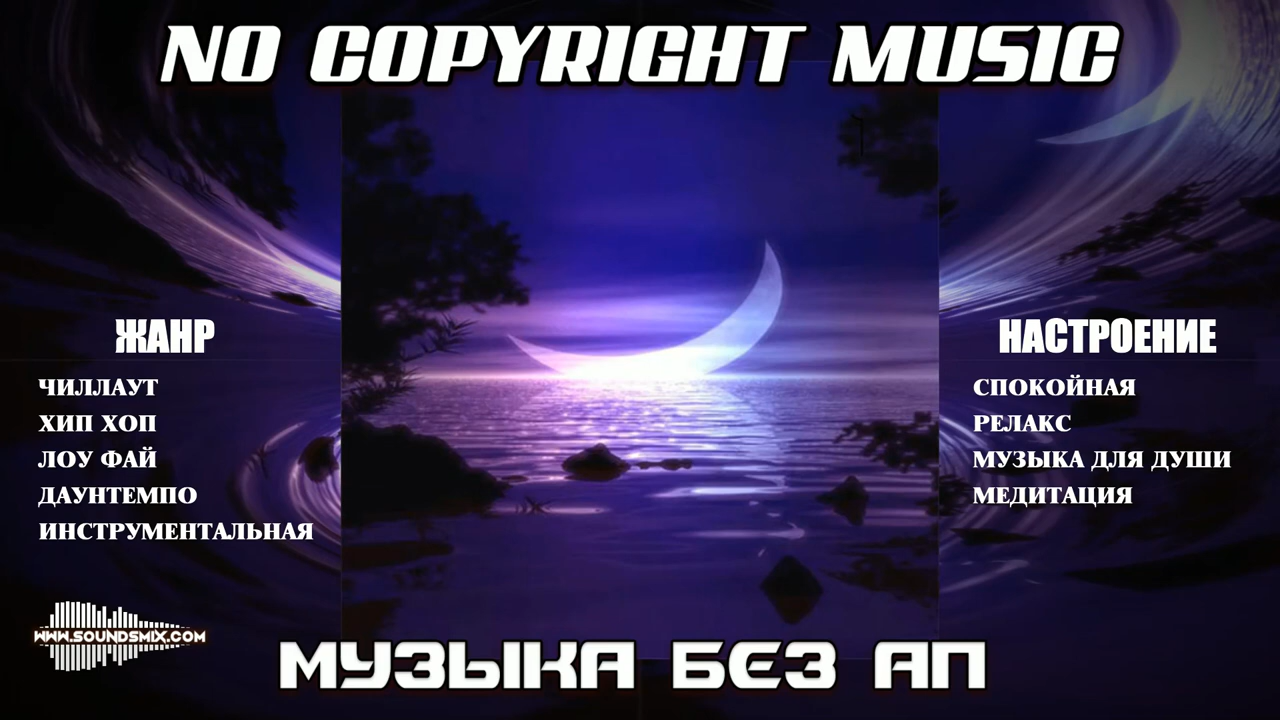 NO COPYRIGHT MUSIC
ЖАНР
ЧИЛЛАУТ
ХИП ХОП
ЛОУ ФАЙ
ДАУНТЕМПО
ИНСТРУМЕНТАЛЬНАЯ
НАСТРОЕНИЕ
СПОКОЙНАЯ
РЕЛАКС
МУЗЫКА ДЛЯ ДУШИ
МЕДИТАЦИЯ
WWW.SOUNDSMIX.COM
МУЗЫКА БЕЗ АП